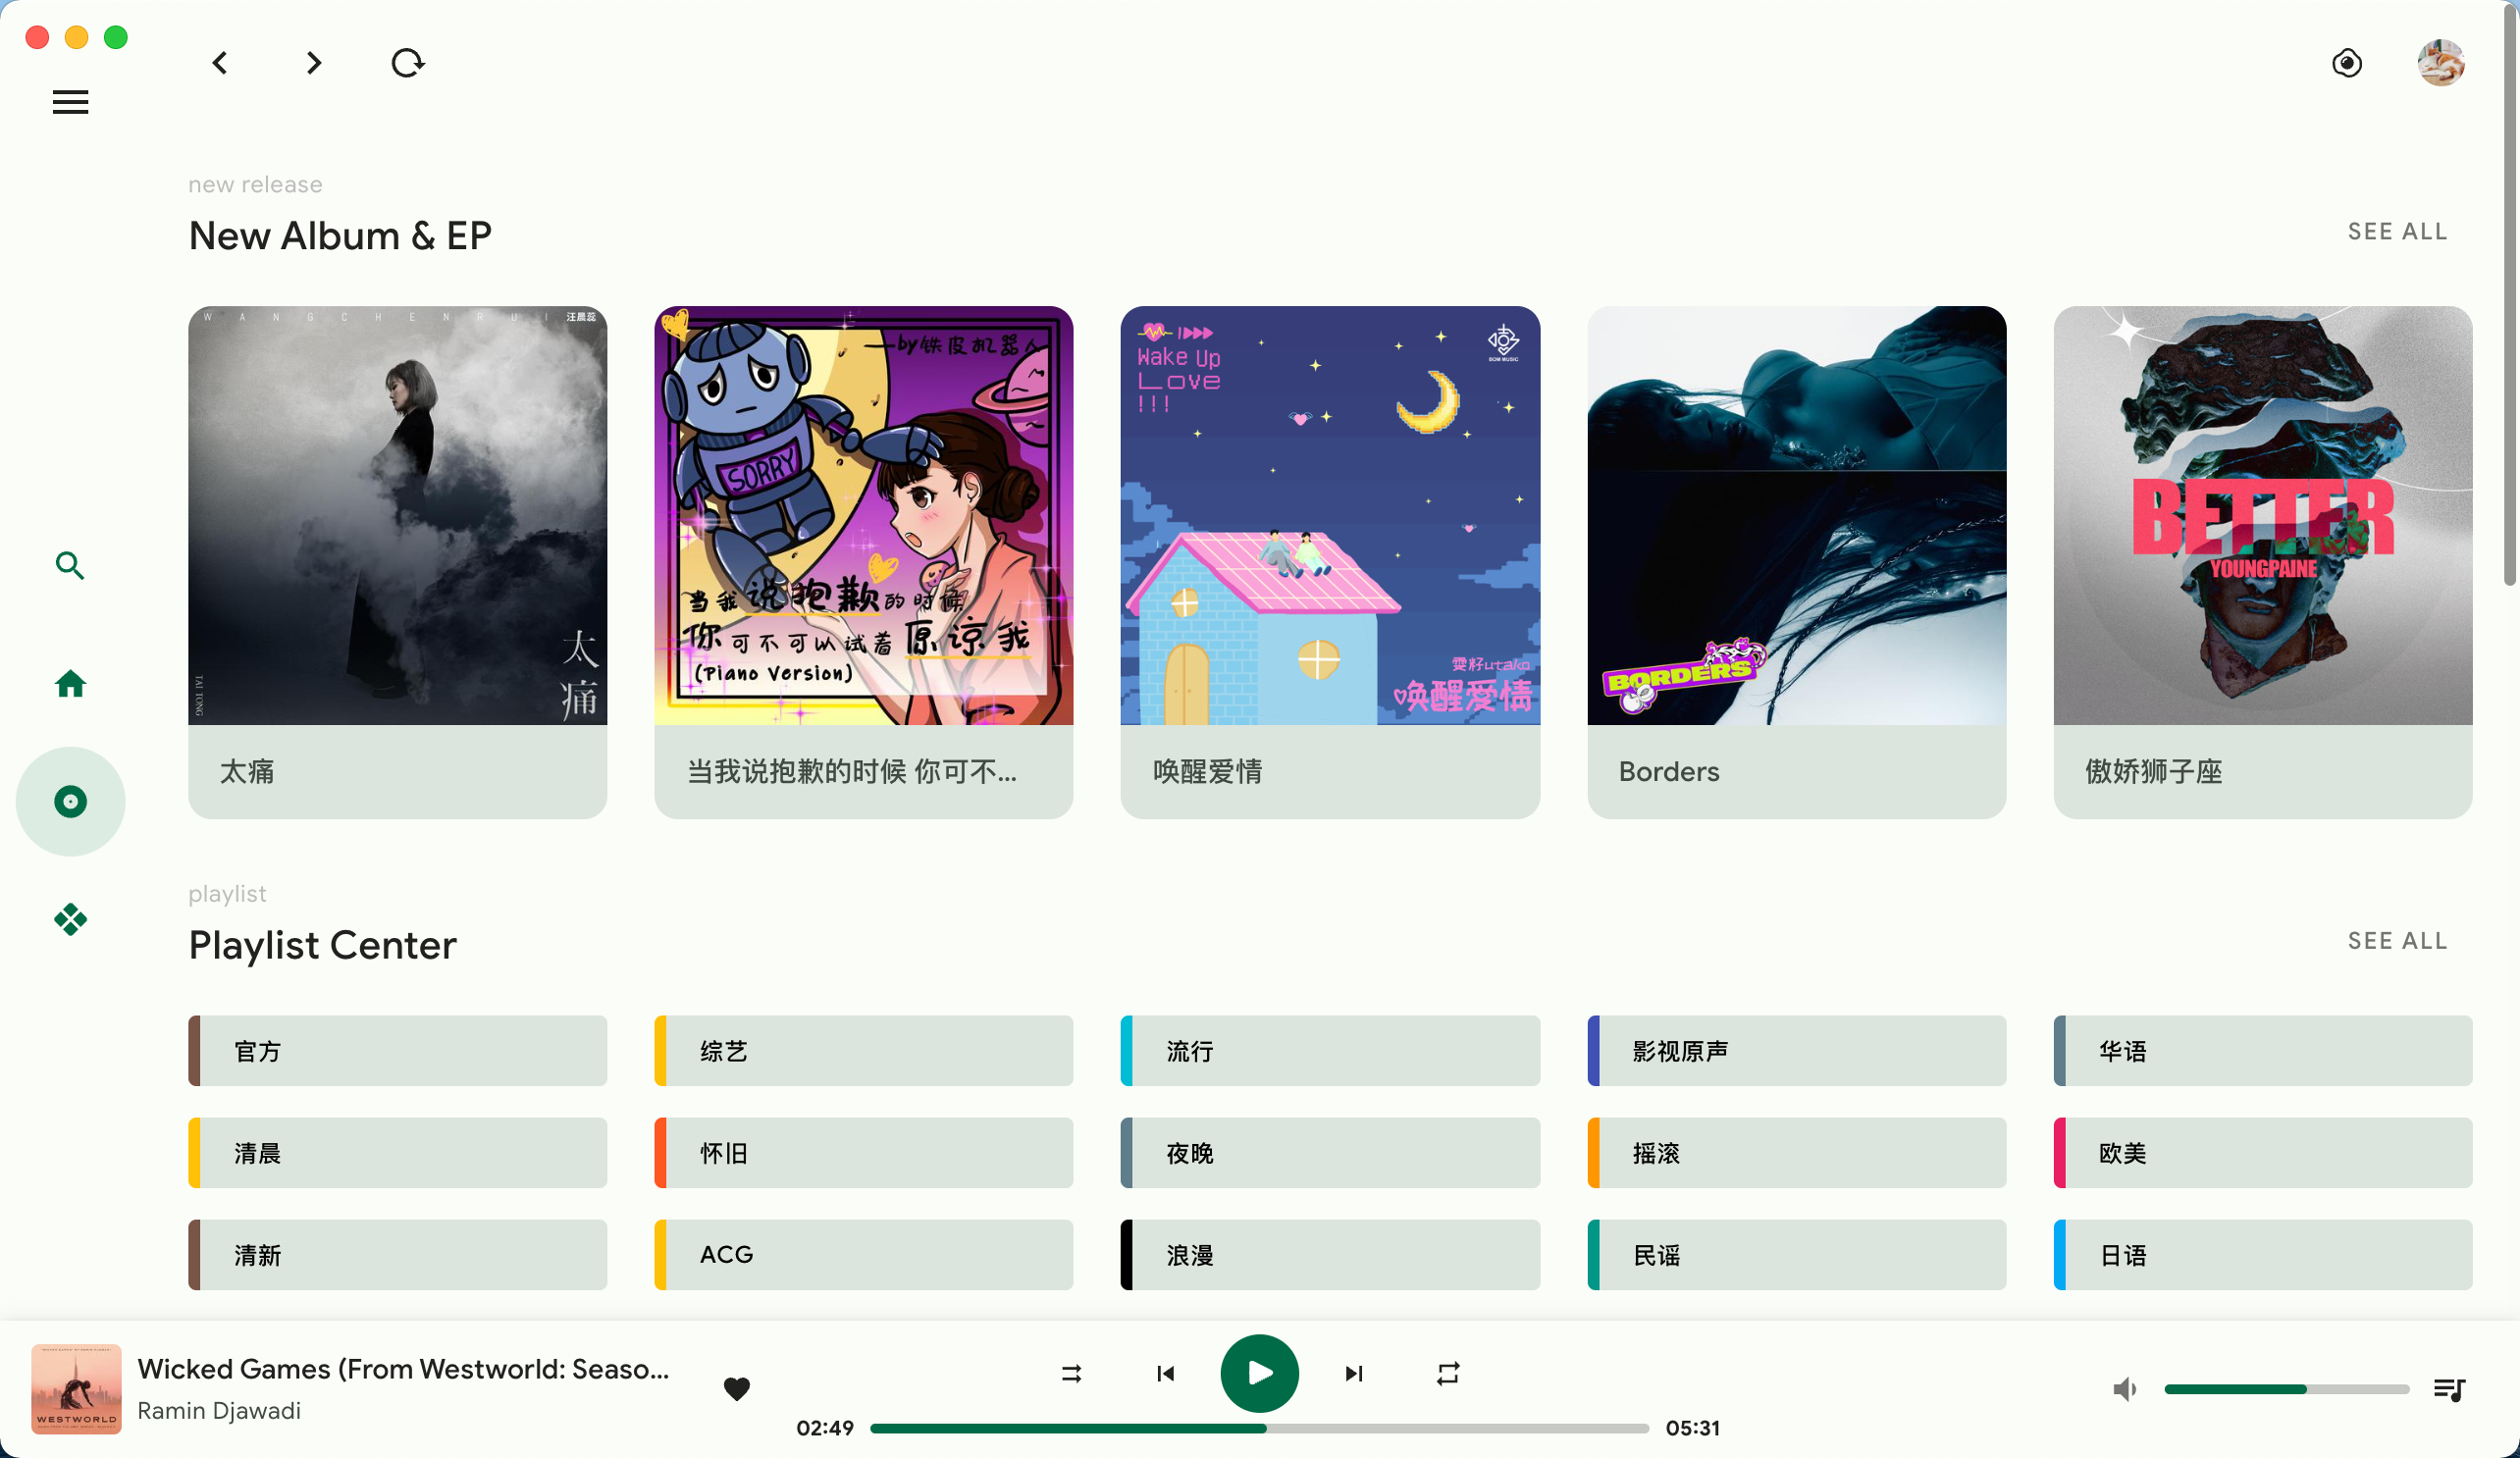 new release
New Album & EP
SEE ALL
W A N G C H E N R U I 汪晨蕊
太痛
TAI TONG
——by铁皮机器人
SORRY
当我说抱歉的时候
你可不可以试着原谅我
(Piano Version)
Wake Up
Love
!!!
BOM MUSIC
雯籽utako
唤醒爱情
BORDERS
BETTER
YOUNGPAINE
太痛
当我说抱歉的时候 你可不...
唤醒爱情
Borders
傲娇狮子座
playlist
Playlist Center
SEE ALL
官方
综艺
流行
影视原声
华语
清晨
怀旧
夜晚
摇滚
欧美
清新
ACG
浪漫
民谣
日语
WESTWORLD
Wicked Games (From Westworld: Seaso...
Ramin Djawadi
02:49
05:31